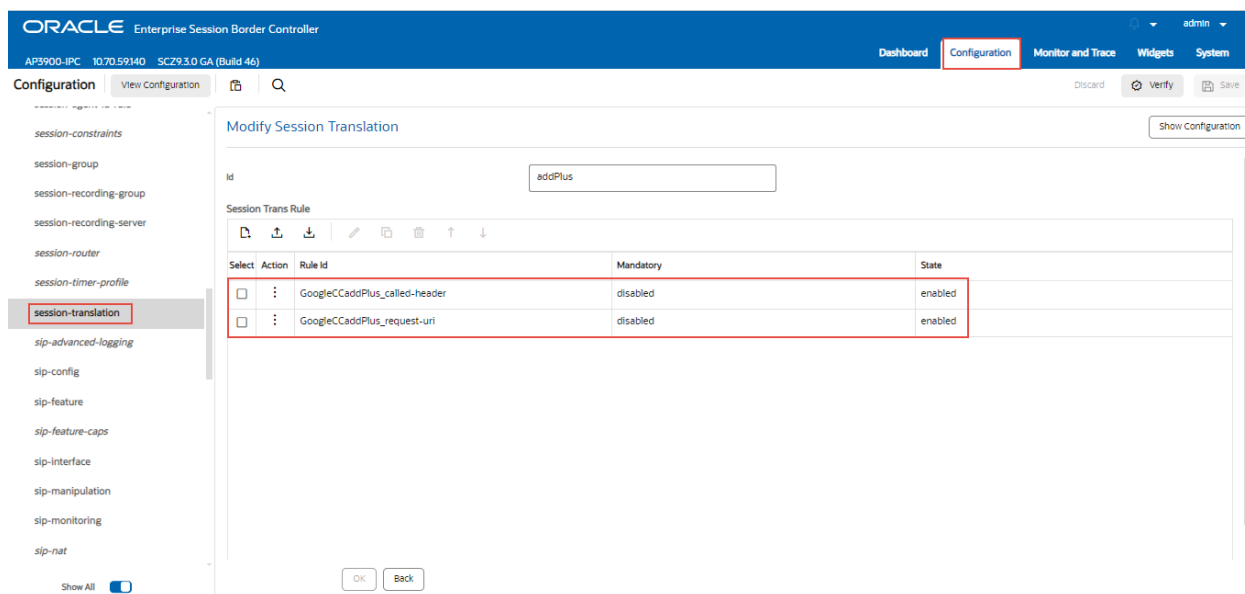 ORACLE Enterprise Session Border Controller
admin
AP3900-IPC 10.70.59.140 SCZ9.3.0 GA (Build 46)
Dashboard Configuration Monitor and Trace Widgets System
Configuration View Configuration Discard Verify Save
Modify Session Translation
Show Configuration
session-constraints
session-group
session-recording-group
session-recording-server
session-router
session-timer-profile
session-translation
sip-advanced-logging
sip-config
sip-feature
sip-feature-caps
sip-interface
sip-manipulation
sip-monitoring
sip-nat
Show All
Id addPlus
Session Trans Rule
Select Action Rule Id Mandatory State
GoogleCCaddPlus_called-header disabled enabled
GoogleCCaddPlus_request-uri disabled enabled
OK Back